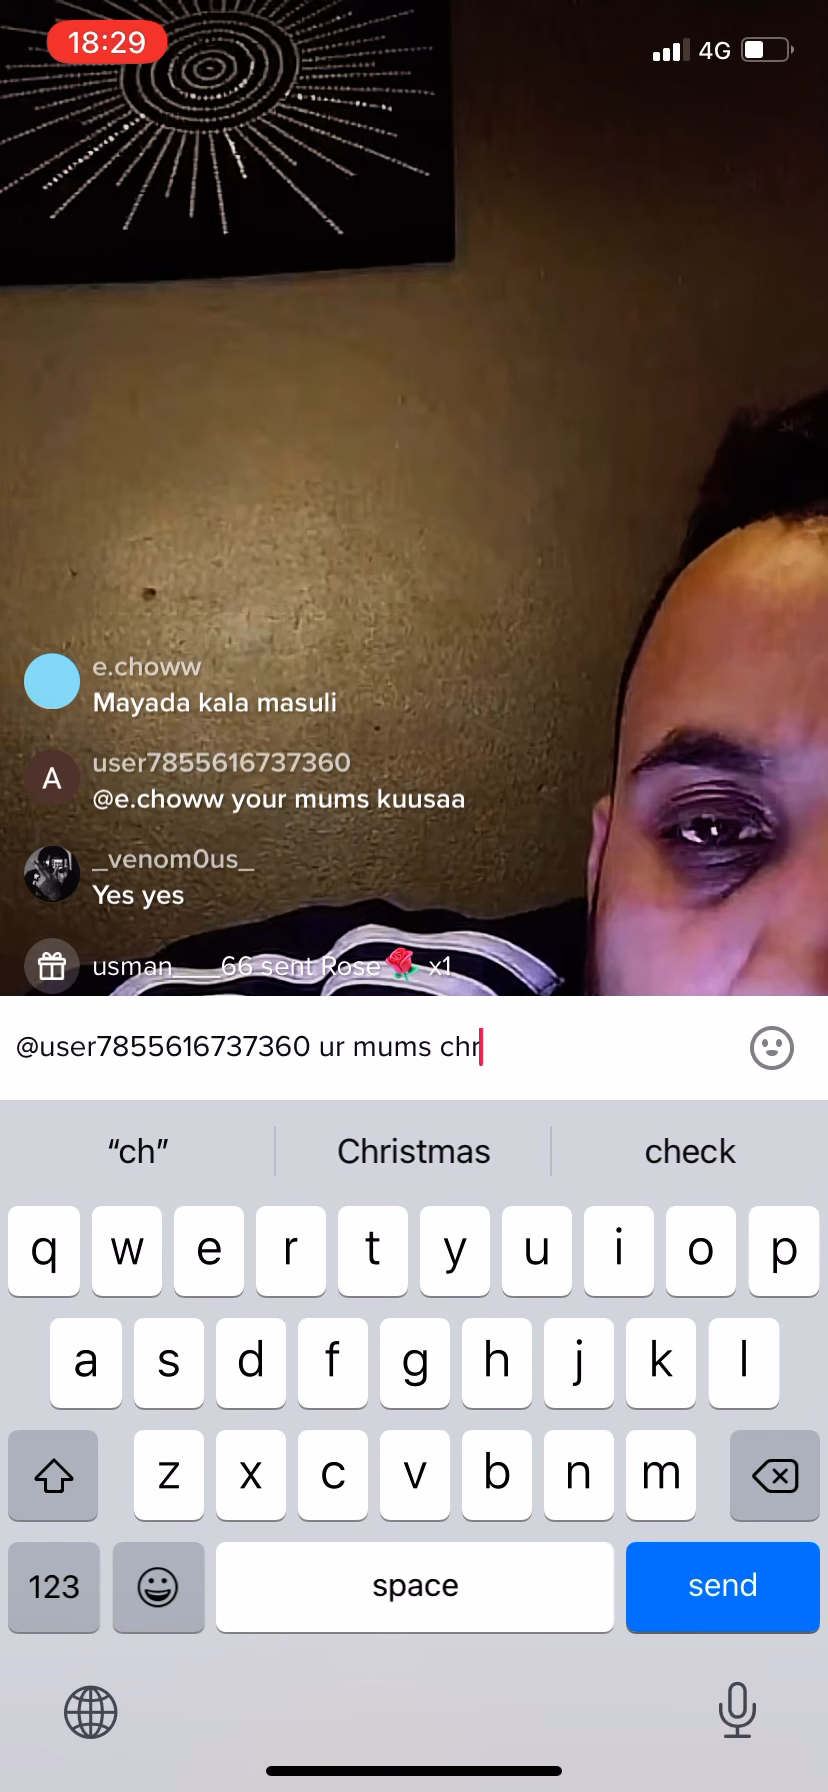 18:29
4G
e.choww
Mayada kala masuli
user7855616737360
@e.choww your mums kuusaa
A
_venom0us_
Yes yes
usman___66 sent Rose🌹 x1
@user7855616737360 ur mums chr
“ch”
Christmas
check
q w e r t y u i o p
a s d f g h j k l
z x c v b n m
123
space
send